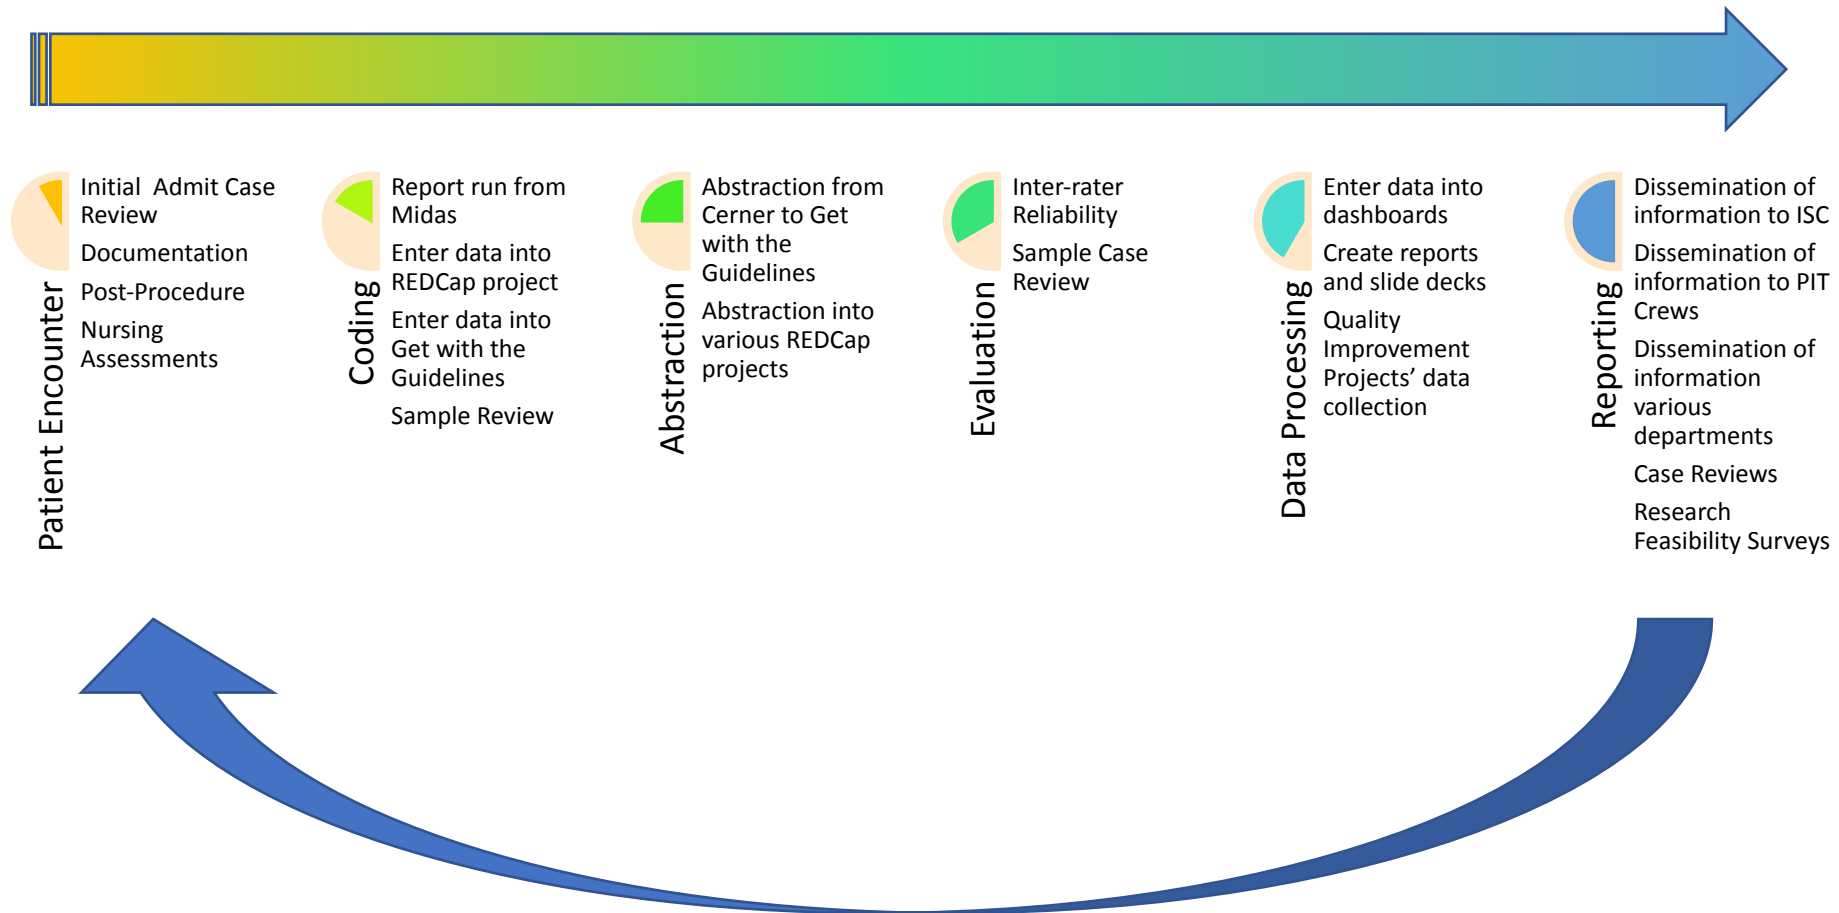 Patient Encounter
Initial  Admit Case
Review
Documentation
Post-Procedure
Nursing
Assessments
Coding
Report run from
Midas
Enter data into
REDCap project
Enter data into
Get with the
Guidelines
Sample Review
Abstraction
Abstraction from
Cerner to Get
with the
Guidelines
Abstraction into
various REDCap
projects
Evaluation
Inter-rater
Reliability
Sample Case
Review
Data Processing
Enter data into
dashboards
Create reports
and slide decks
Quality
Improvement
Projects’ data
collection
Reporting
Dissemination of
information to ISC
Dissemination of
information to PIT
Crews
Dissemination of
information
various
departments
Case Reviews
Research
Feasibility Surveys